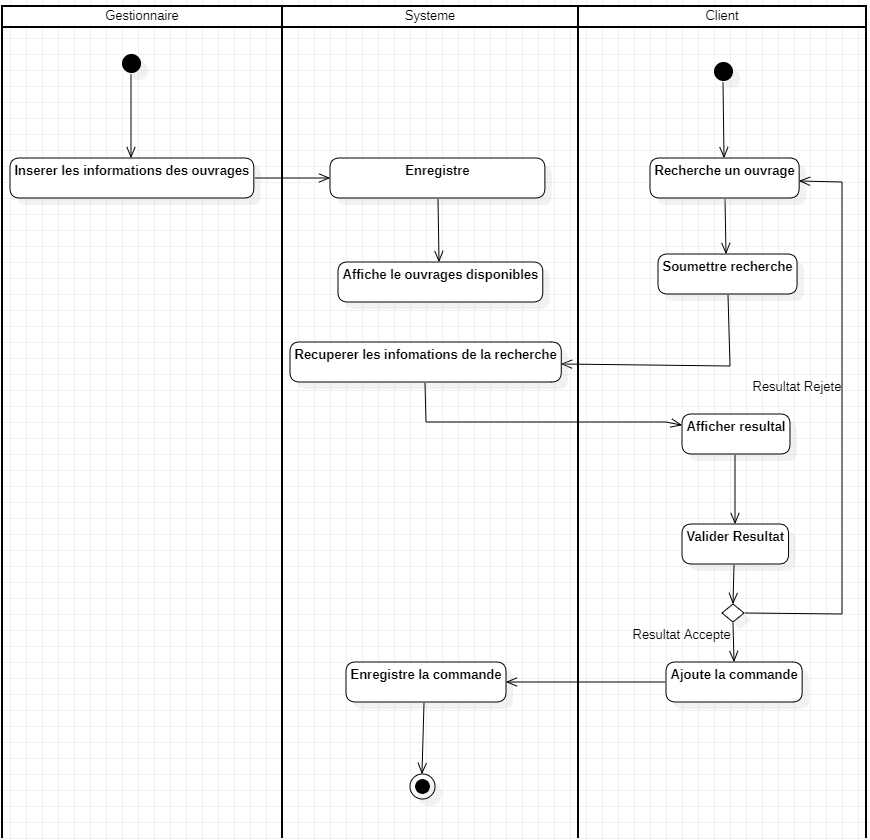 Gestionnaire
Systeme
Client
Inserer les informations des ouvrages
Enregistre
Recherche un ouvrage
Affiche le ouvrages disponibles
Soumettre recherche
Recuperer les infomations de la recherche
Resultat Rejete
Afficher resultal
Valider Resultat
Resultat Accepte
Enregistre la commande
Ajoute la commande